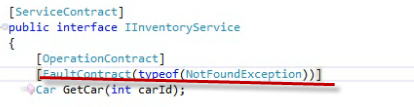 [ServiceContract]
public interface IInventoryService
{
[OperationContract]
[FaultContract(typeof(NotFoundException))]
Car GetCar(int carId);